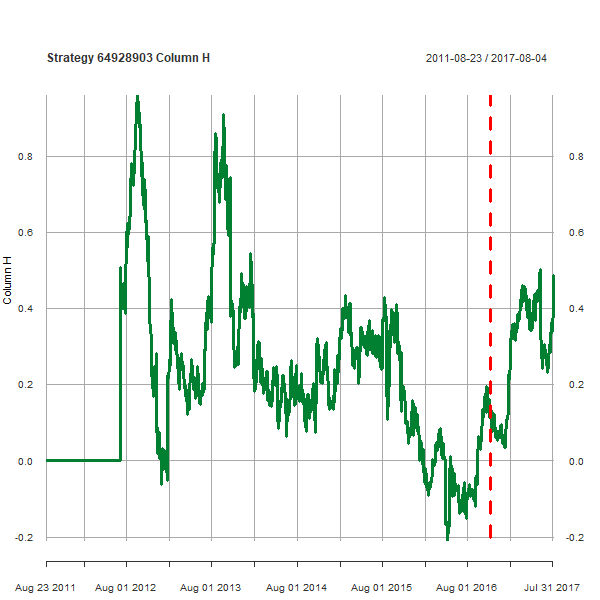 Strategy 64928903 Column H
2011-08-23 / 2017-08-04
Column H
0.8
0.6
0.4
0.2
0.0
-0.2
0.8
0.6
0.4
0.2
0.0
-0.2
Aug 23 2011
Aug 01 2012
Aug 01 2013
Aug 01 2014
Aug 01 2015
Aug 01 2016
Jul 31 2017